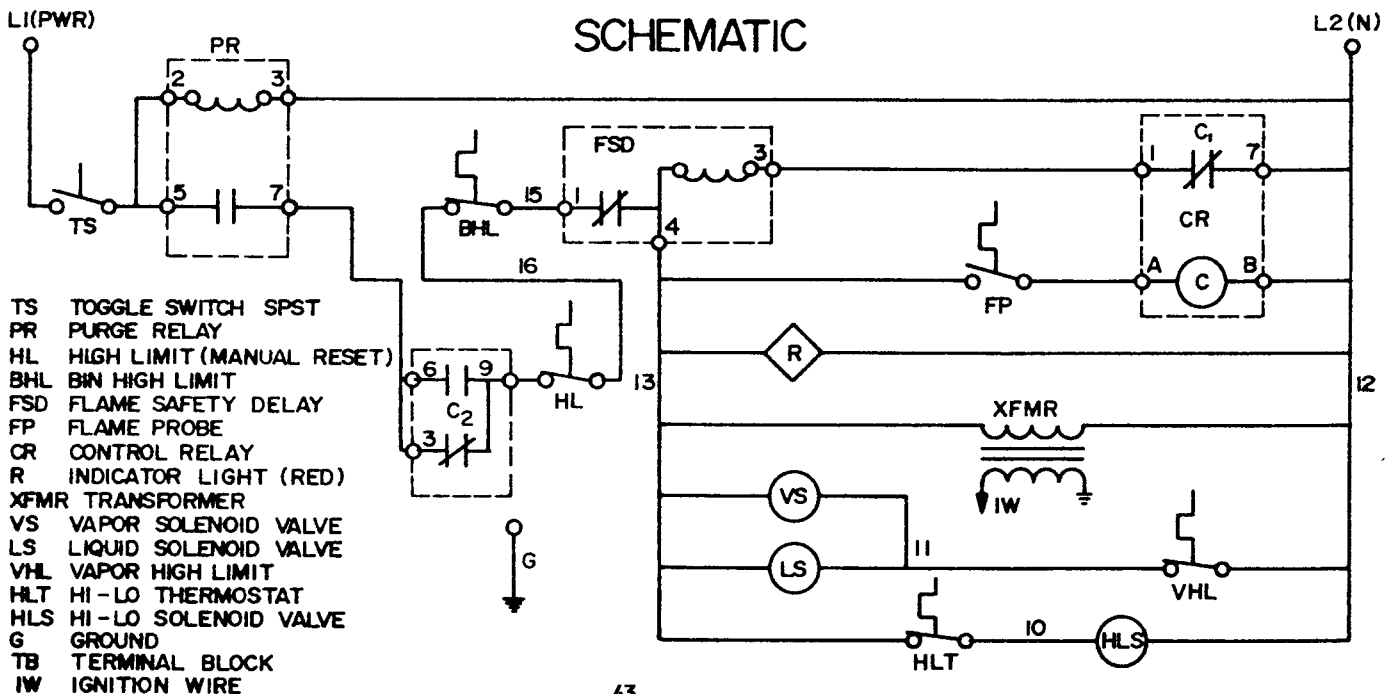 L1(PWR)
SCHEMATIC
L2(N)
PR
2 3
5 7
TS
BHL
15
FSD
1
3
4
C₁
1 7
CR
16
FP
A C B
TS TOGGLE SWITCH SPST
PR PURGE RELAY
HL HIGH LIMIT (MANUAL RESET)
BHL BIN HIGH LIMIT
FSD FLAME SAFETY DELAY
FP FLAME PROBE
CR CONTROL RELAY
R INDICATOR LIGHT (RED)
XFMR TRANSFORMER
VS VAPOR SOLENOID VALVE
LS LIQUID SOLENOID VALVE
VHL VAPOR HIGH LIMIT
HLT HI-LO THERMOSTAT
HLS HI-LO SOLENOID VALVE
G GROUND
TB TERMINAL BLOCK
IW IGNITION WIRE
6 9
C₂
3
HL
13
R
12
XFMR
IW
VS
G
11
LS
VHL
HLT
10
HLS
43